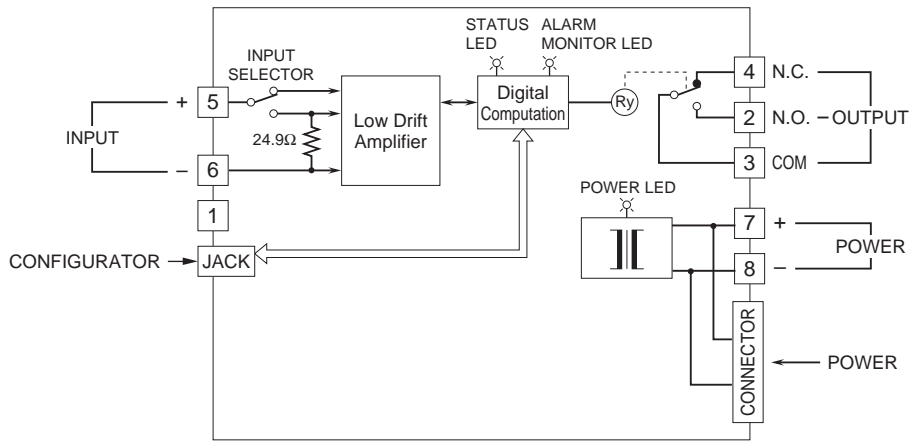 STATUS
LED
ALARM
MONITOR LED
INPUT
SELECTOR
4 N.C.
+ 5
Digital
Computation
Ry
2 N.O. OUTPUT
INPUT
24.9Ω
Low Drift
Amplifier
− 6
3 COM
POWER LED
1
7 +
POWER
CONFIGURATOR JACK
8 −
CONNECTOR
POWER